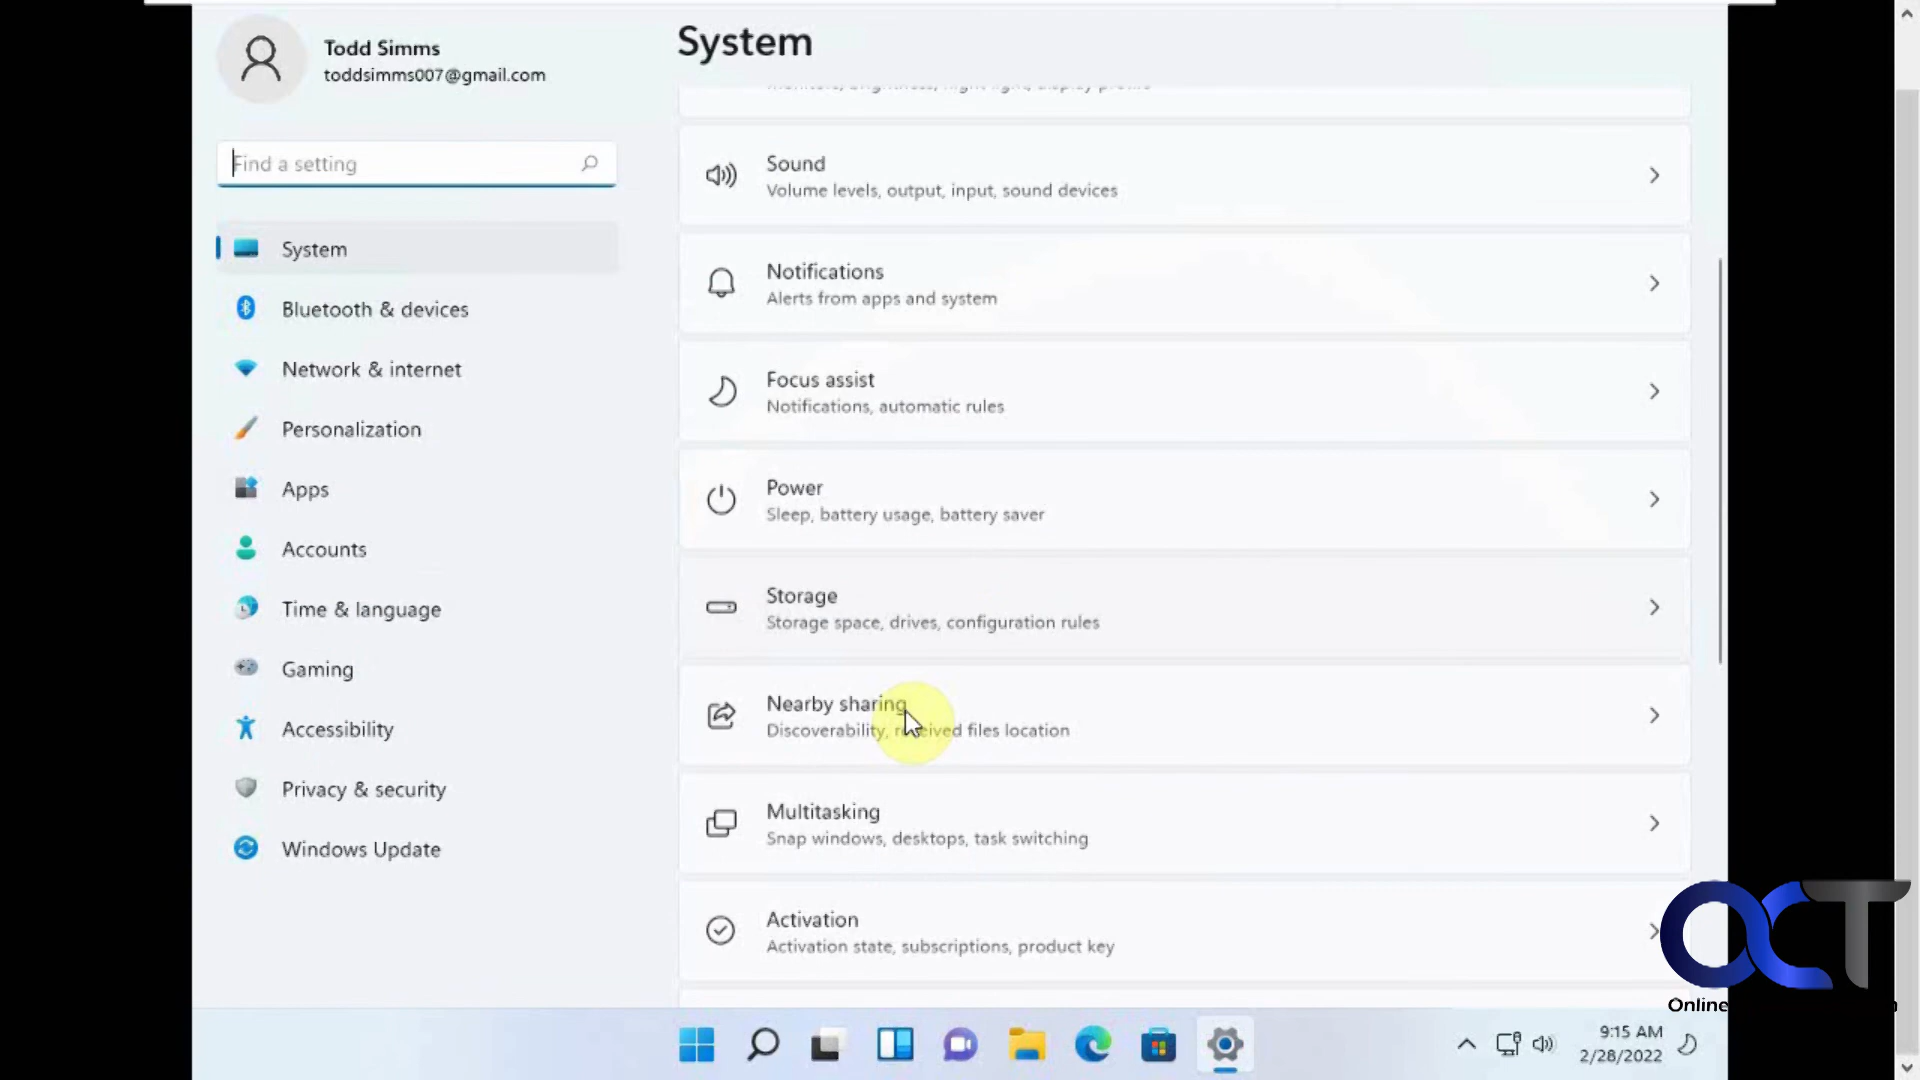 Todd Simms
toddsimms007@gmail.com
System
Find a setting
System
Bluetooth & devices
Network & internet
Personalization
Apps
Accounts
Time & language
Gaming
Accessibility
Privacy & security
Windows Update
Sound
Volume levels, output, input, sound devices
Notifications
Alerts from apps and system
Focus assist
Notifications, automatic rules
Power
Sleep, battery usage, battery saver
Storage
Storage space, drives, configuration rules
Nearby sharing
Discoverability, received files location
Multitasking
Snap windows, desktops, task switching
Activation
Activation state, subscriptions, product key
OCT
Online
9:15 AM
2/28/2022